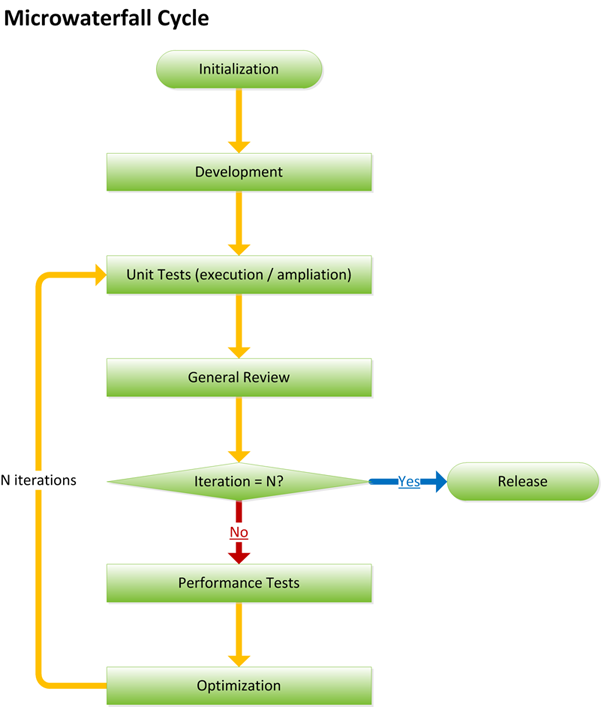 Microwaterfall Cycle
Initialization
Development
Unit Tests (execution / ampliation)
General Review
N iterations
Iteration = N?
Yes
Release
No
Performance Tests
Optimization